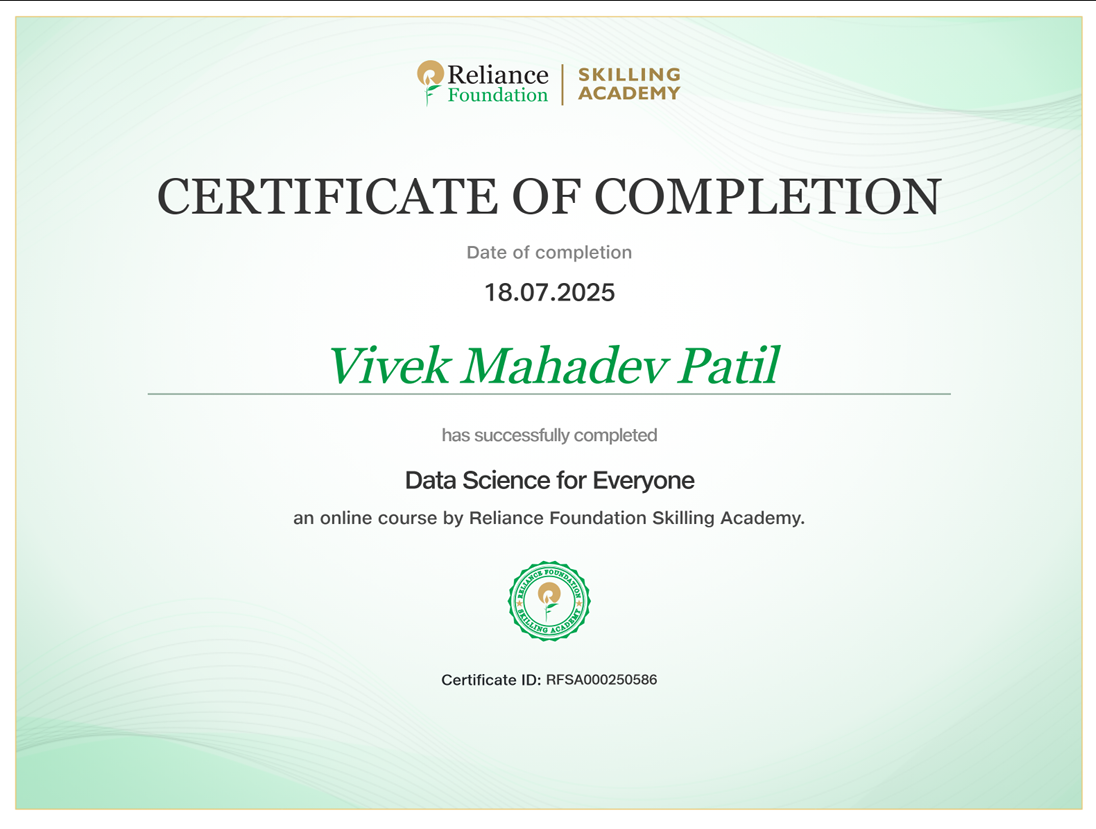 Reliance
Foundation
SKILLING
ACADEMY
CERTIFICATE OF COMPLETION
Date of completion
18.07.2025
Vivek Mahadev Patil
has successfully completed
Data Science for Everyone
an online course by Reliance Foundation Skilling Academy.
RELIANCE FOUNDATION
SKILLING ACADEMY
Certificate ID: RFSA000250586